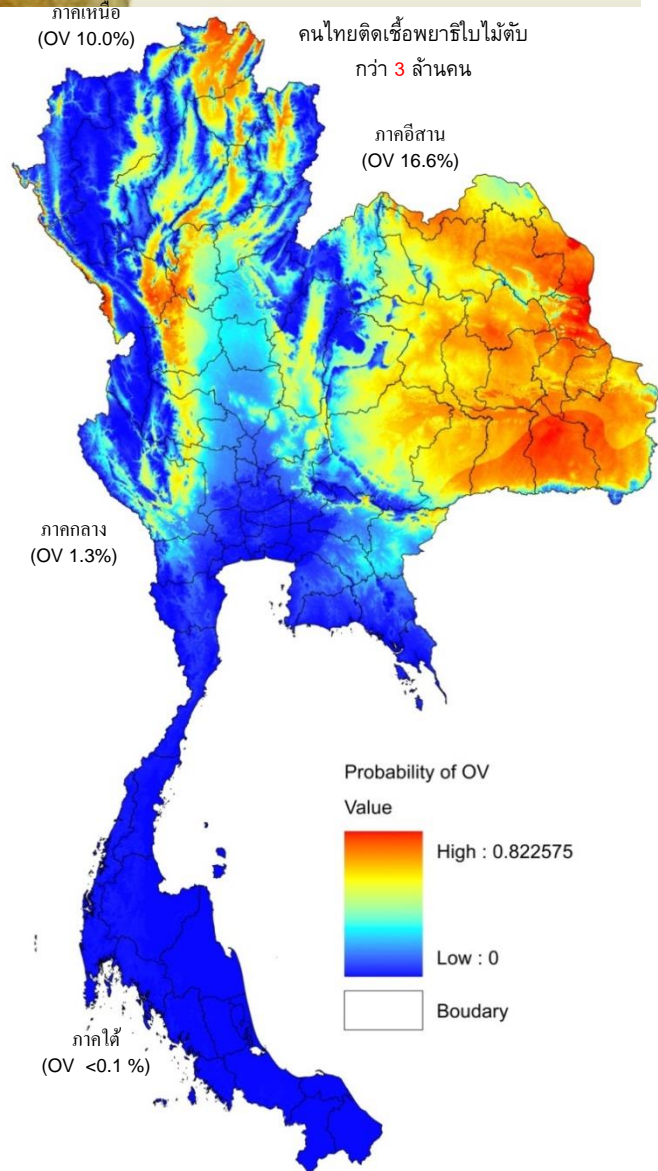 ภาคเหนือ
(OV 10.0%)
คนไทยติดเชื้อพยาธิใบไม้ตับ
กว่า 3 ล้านคน
ภาคอีสาน
(OV 16.6%)
ภาคกลาง
(OV 1.3%)
Probability of OV
Value
High : 0.822575
Low : 0
Boudary
ภาคใต้
(OV <0.1 %)